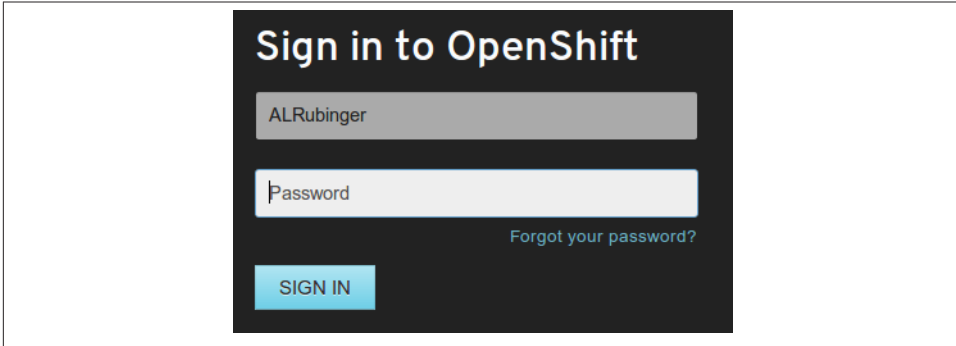 Sign in to OpenShift
ALRubinger
Password
Forgot your password?
SIGN IN